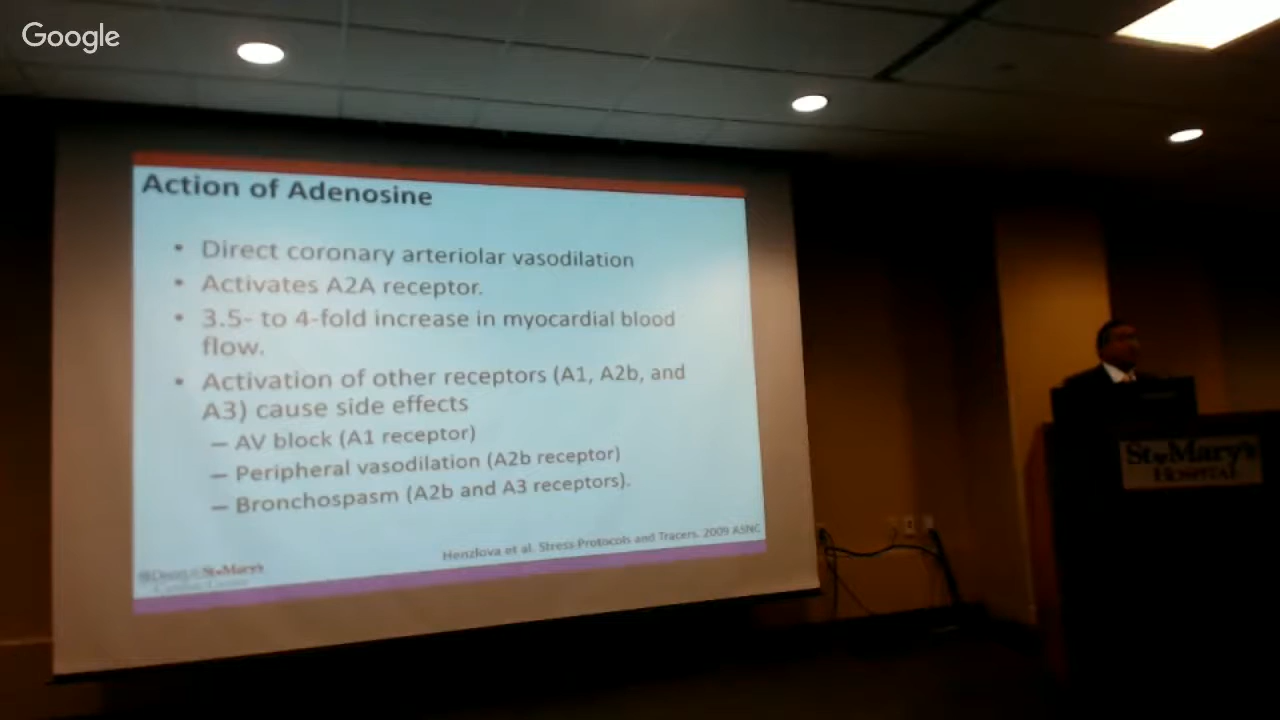 Google
Action of Adenosine
• Direct coronary arteriolar vasodilation
• Activates A2A receptor.
• 3.5- to 4-fold increase in myocardial blood
flow.
• Activation of other receptors (A1, A2b, and
A3) cause side effects
– AV block (A1 receptor)
– Peripheral vasodilation (A2b receptor)
– Bronchospasm (A2b and A3 receptors).
Henzlova et al. Stress Protocols and Tracers. 2009 ASNC
St. Mary's
St. Mary's
HOSPITAL